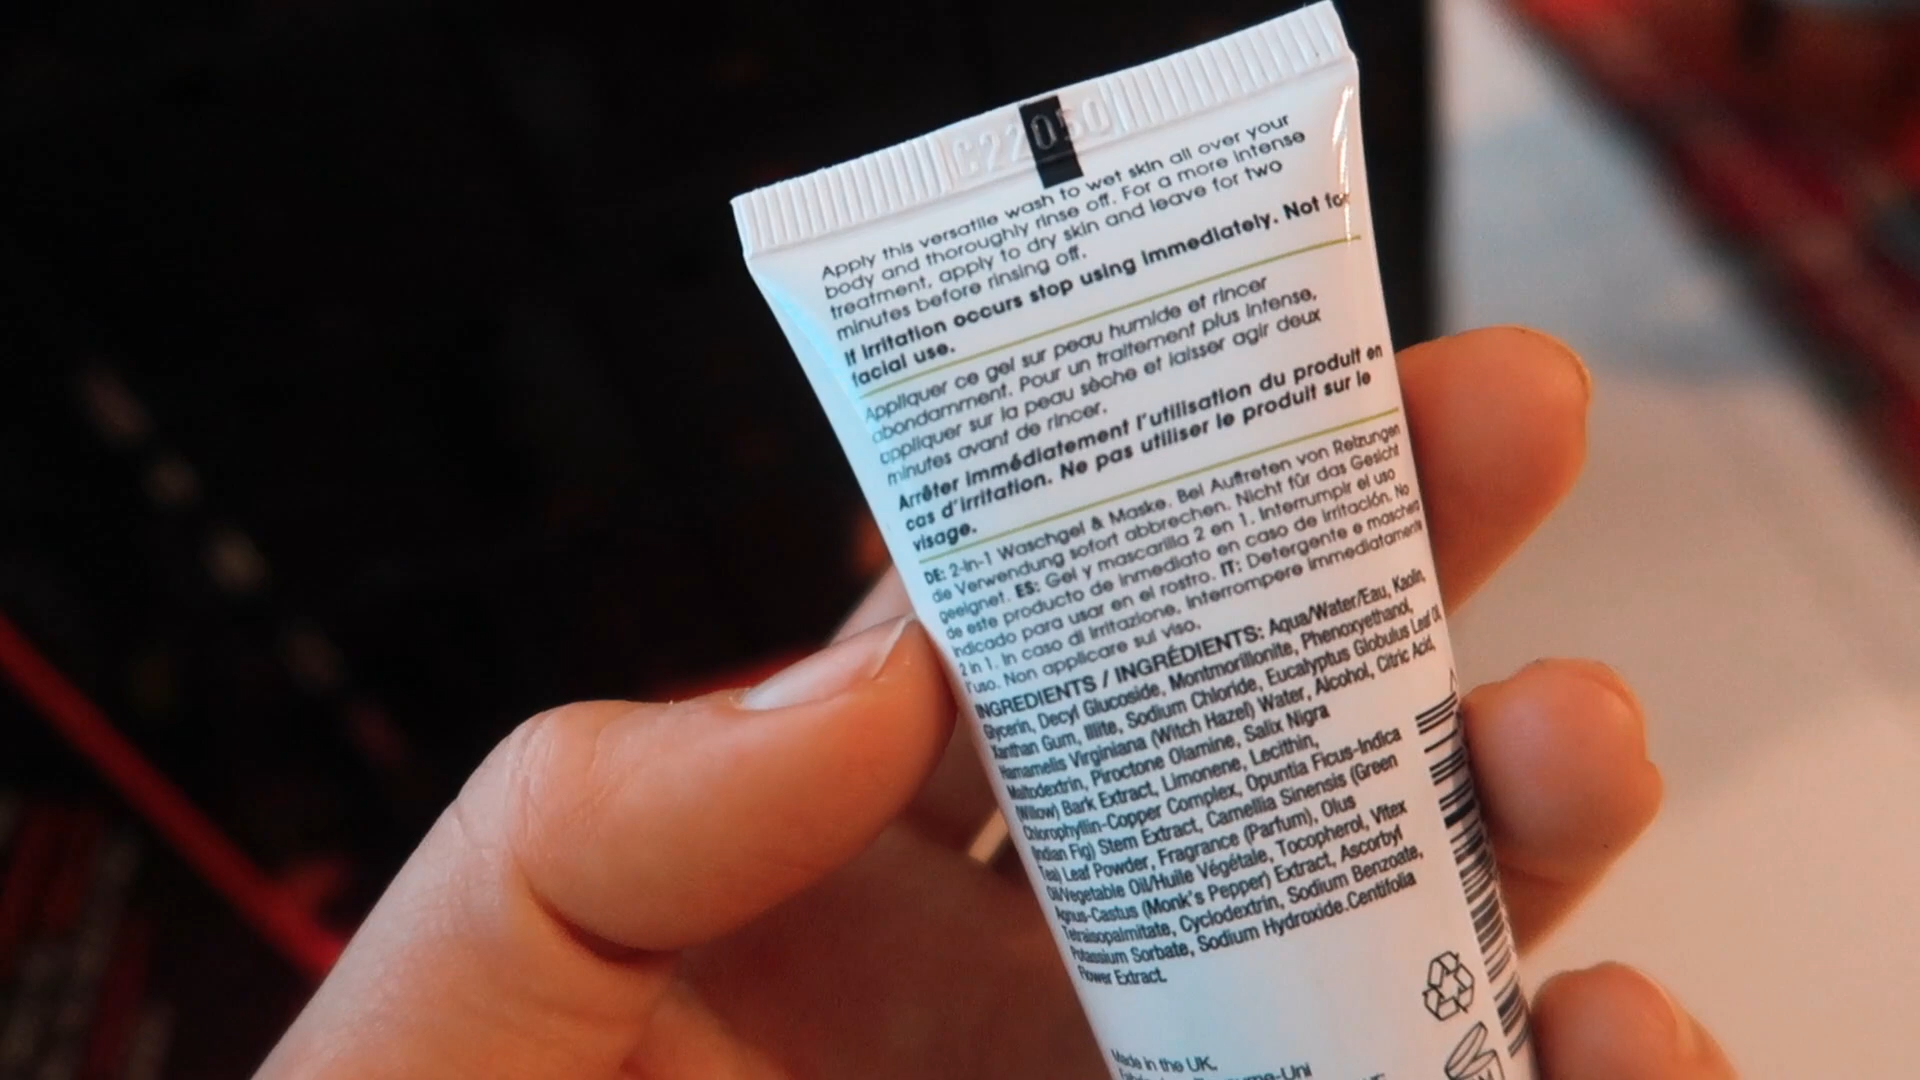 C22050
Apply this versatile wash to wet skin all over your
body and thoroughly rinse off. For a more intense
treatment, apply to dry skin and leave for two
minutes before rinsing off.
If irritation occurs stop using immediately. Not for
facial use.
Appliquer ce gel sur peau humide et rincer
abondamment. Pour un traitement plus intense,
appliquer sur la peau sèche et laisser agir deux
minutes avant de rincer.
Arrêter immédiatement l'utilisation du produit en
cas d'irritation. Ne pas utiliser le produit sur le
visage.
DE: 2-in-1 Waschgel & Maske. Bei Auftreten von Reizungen
die Verwendung sofort abbrechen. Nicht für das Gesicht
geeignet. ES: Gel y mascarilla 2 en 1. Interrumpir el uso
de este producto de inmediato en caso de irritación. No
indicado para usar en el rostro. IT: Detergente e maschera
2 in 1. In caso di irritazione, interrompere immediatamente
l'uso. Non applicare sul viso.
INGREDIENTS / INGRÉDIENTS: Aqua/Water/Eau, Kaolin,
Glycerin, Decyl Glucoside, Montmorillonite, Phenoxyethanol,
Xanthan Gum, Illite, Sodium Chloride, Eucalyptus Globulus Leaf Oil,
Hamamelis Virginiana (Witch Hazel) Water, Alcohol, Citric Acid,
Maltodextrin, Piroctone Olamine, Salix Nigra
(Willow) Bark Extract, Limonene, Lecithin,
Chlorophyllin-Copper Complex, Opuntia Ficus-Indica
(Indian Fig) Stem Extract, Camellia Sinensis (Green
Tea) Leaf Powder, Fragrance (Parfum), Olus
Oil/Vegetable Oil/Huile Végétale, Tocopherol, Vitex
Agnus-Castus (Monk's Pepper) Extract, Ascorbyl
Tetraisopalmitate, Cyclodextrin, Sodium Benzoate,
Potassium Sorbate, Sodium Hydroxide.Centifolia
Flower Extract.
Made in the UK.